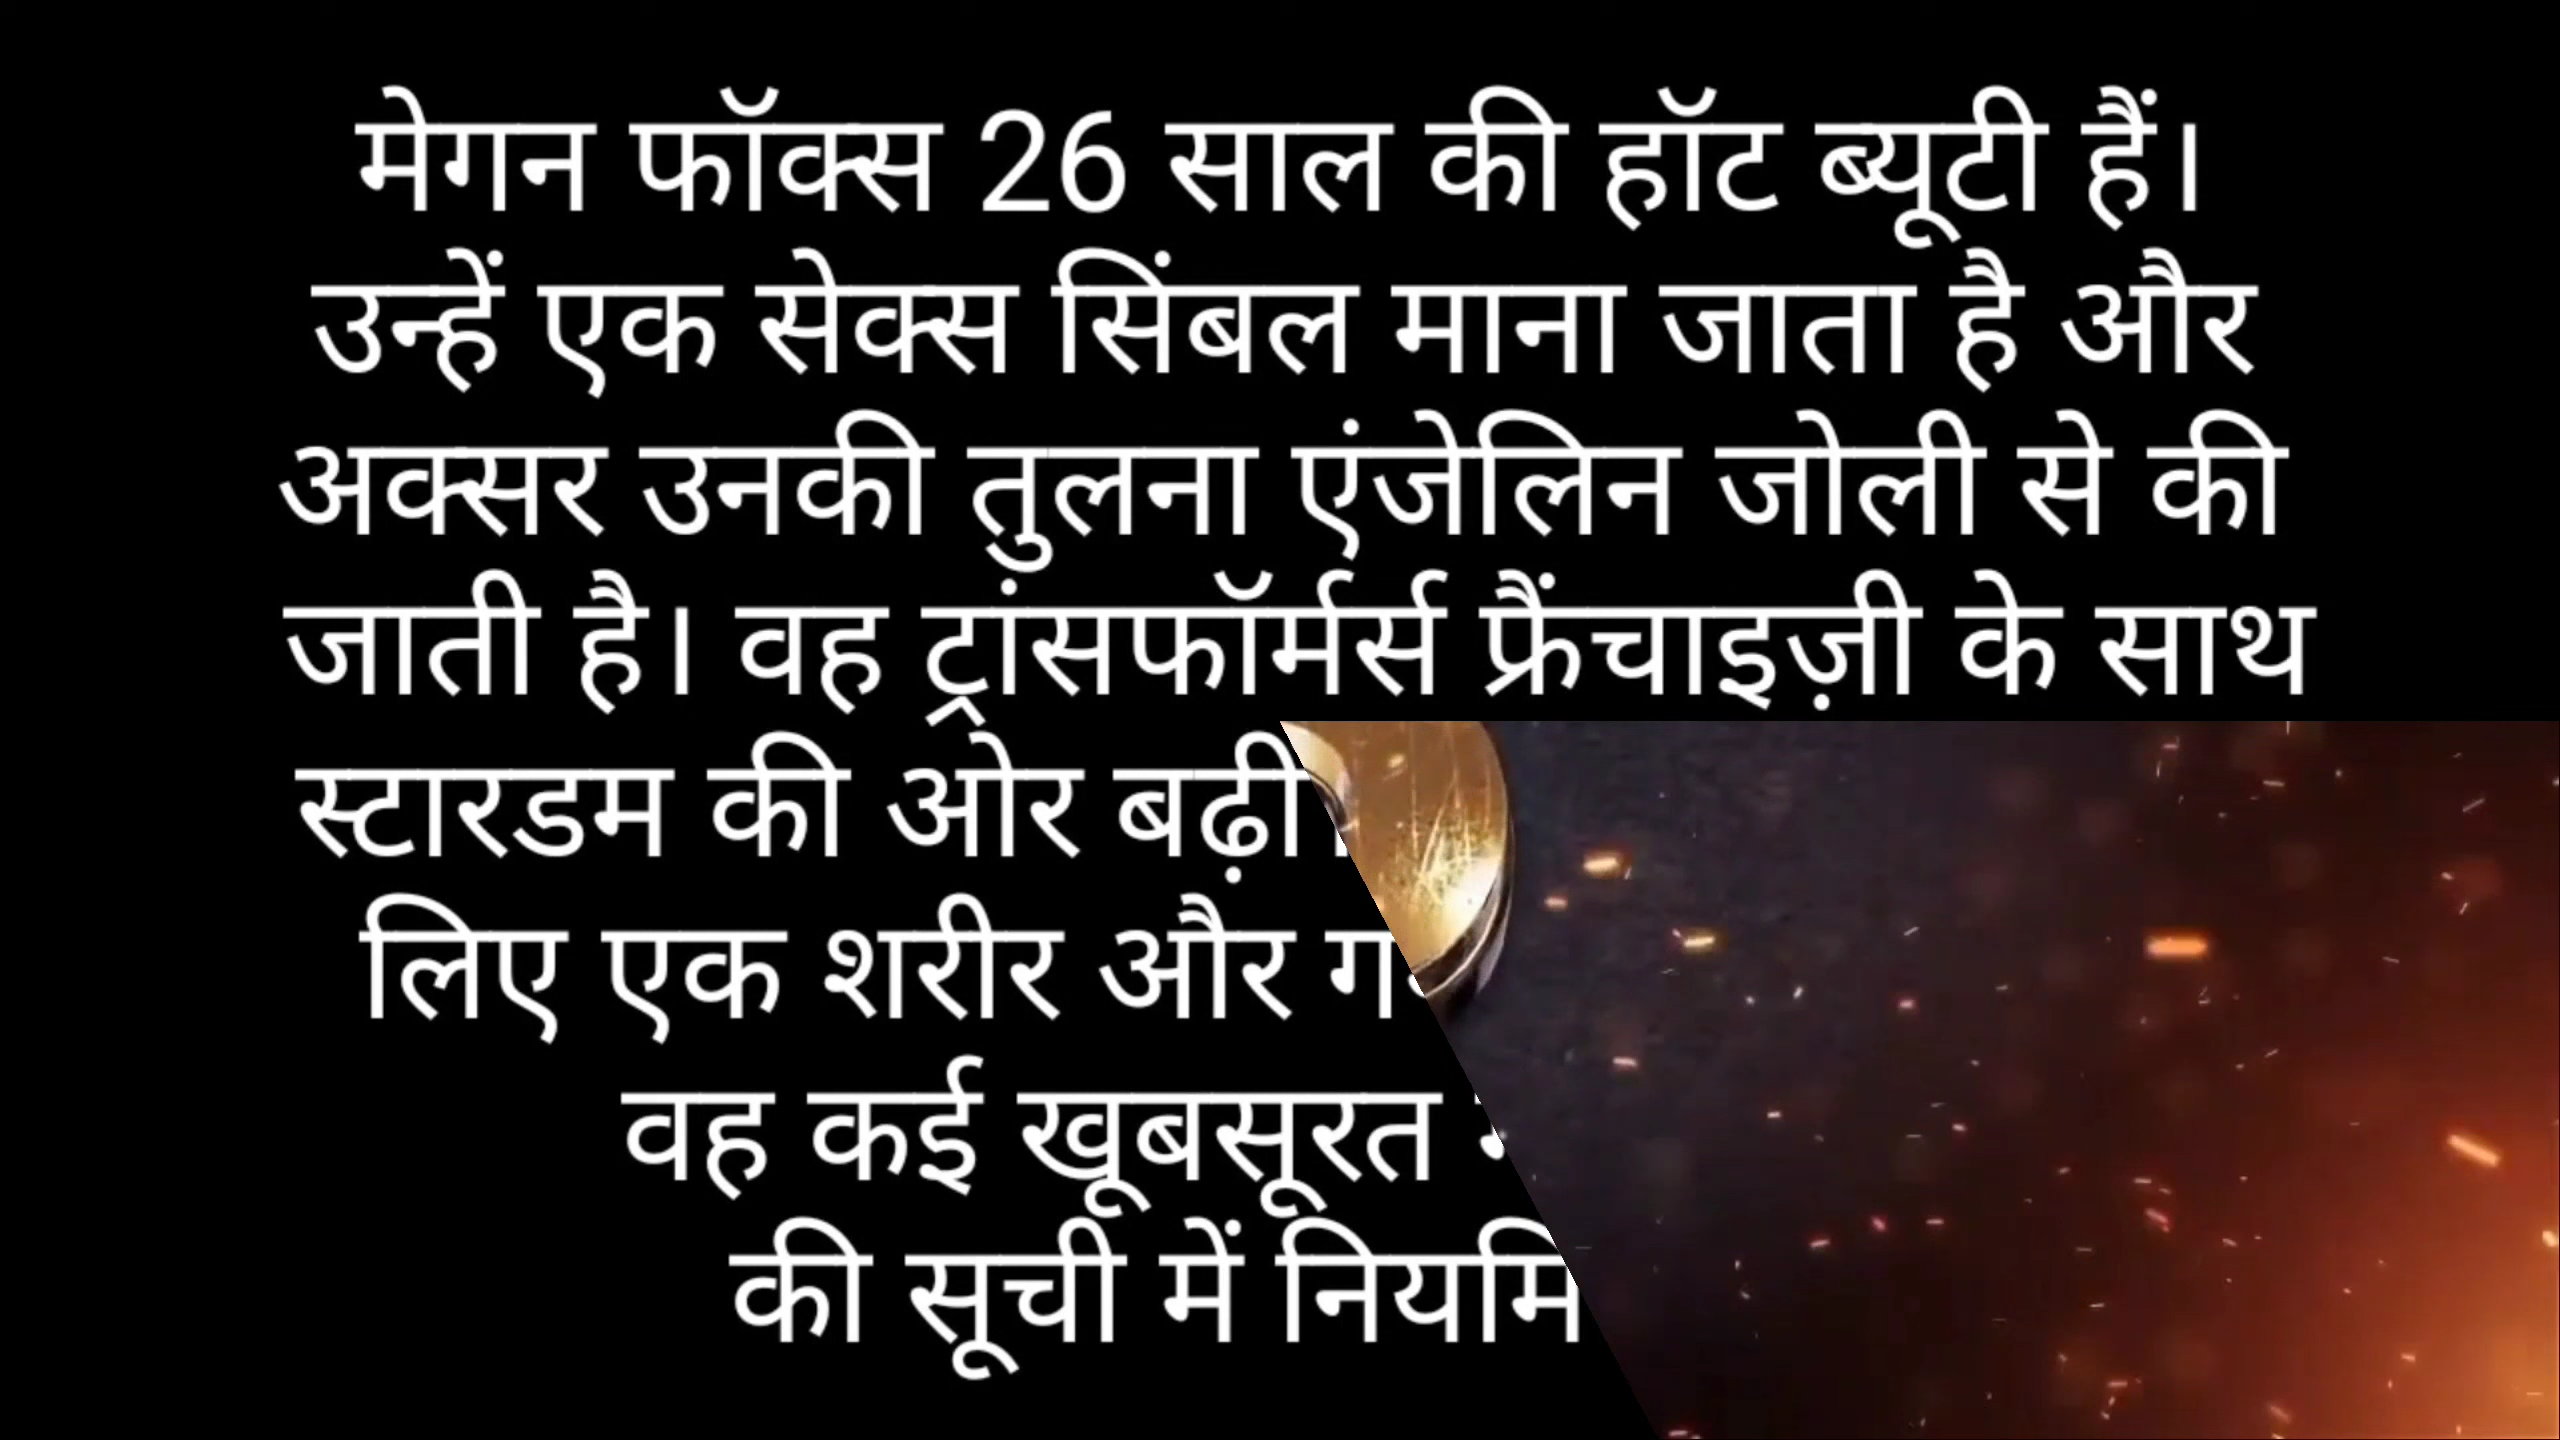 मेगन फॉक्स 26 साल की हॉट ब्यूटी हैं।
उन्हें एक सेक्स सिंबल माना जाता है और
अक्सर उनकी तुलना एंजेलिन जोली से की
जाती है। वह ट्रांसफॉर्मर्स फ्रैंचाइज़ी के साथ
स्टारडम की ओर बढ़ी
लिए एक शरीर और
वह कई खूबसूरत
की सूची में